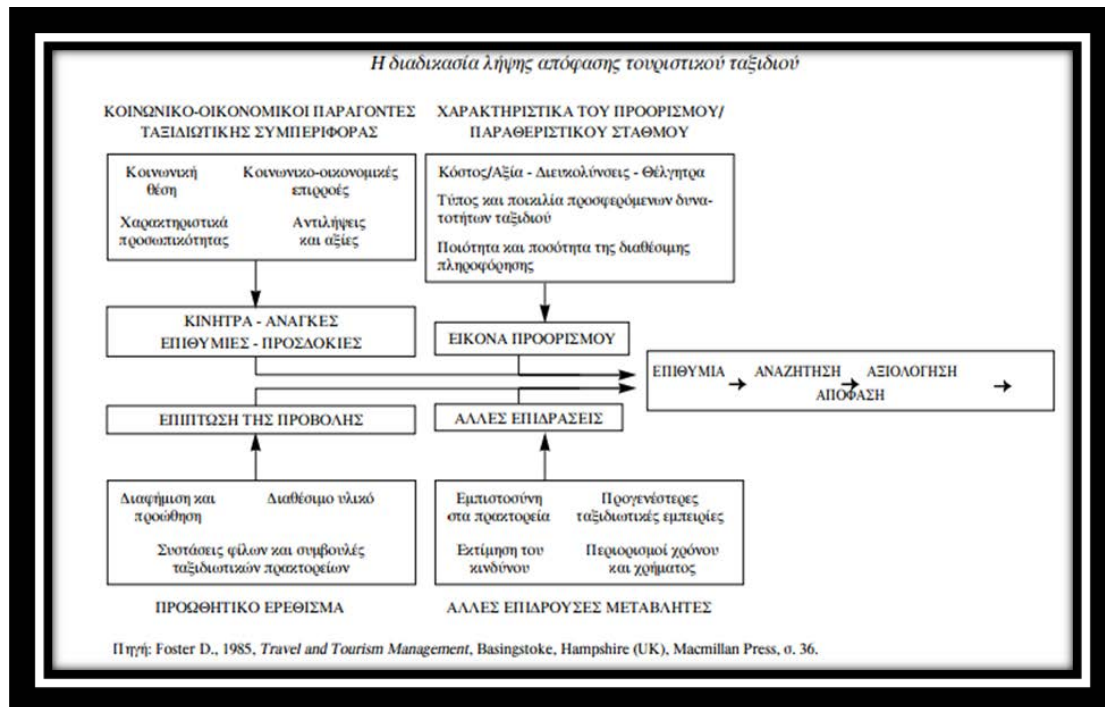 Η διαδικασία λήψης απόφασης τουριστικού ταξιδιού
ΚΟΙΝΩΝΙΚΟ-ΟΙΚΟΝΟΜΙΚΟΙ ΠΑΡΑΓΟΝΤΕΣ
ΤΑΞΙΔΙΩΤΙΚΗΣ ΣΥΜΠΕΡΙΦΟΡΑΣ
Κοινωνική
θέση
Κοινωνικο-οικονομικές
επιρροές
Χαρακτηριστικά
προσωπικότητας
Αντιλήψεις
και αξίες
ΧΑΡΑΚΤΗΡΙΣΤΙΚΑ ΤΟΥ ΠΡΟΟΡΙΣΜΟΥ/
ΠΑΡΑΘΕΡΙΣΤΙΚΟΥ ΣΤΑΘΜΟΥ
Κόστος/Αξία - Διευκολύνσεις - Θέλγητρα
Τύπος και ποικιλία προσφερόμενων δυνα-
τοτήτων ταξιδιού
Ποιότητα και ποσότητα της διαθέσιμης
πληροφόρησης
ΚΙΝΗΤΡΑ - ΑΝΑΓΚΕΣ
ΕΠΙΘΥΜΙΕΣ - ΠΡΟΣΔΟΚΙΕΣ
ΕΙΚΟΝΑ ΠΡΟΟΡΙΣΜΟΥ
ΕΠΙΘΥΜΙΑ → ΑΝΑΖΗΤΗΣΗ → ΑΞΙΟΛΟΓΗΣΗ →
ΑΠΟΦΑΣΗ
ΕΠΙΠΤΩΣΗ ΤΗΣ ΠΡΟΒΟΛΗΣ
ΑΛΛΕΣ ΕΠΙΔΡΑΣΕΙΣ
Διαφήμιση και
προώθηση
Διαθέσιμο υλικό
Συστάσεις φίλων και συμβουλές
ταξιδιωτικών πρακτορείων
ΠΡΟΩΘΗΤΙΚΟ ΕΡΕΘΙΣΜΑ
Εμπιστοσύνη
στα πρακτορεία
Προγενέστερες
ταξιδιωτικές εμπειρίες
Εκτίμηση του
κινδύνου
Περιορισμοί χρόνου
και χρήματος
ΑΛΛΕΣ ΕΠΙΔΡΟΥΣΕΣ ΜΕΤΑΒΛΗΤΕΣ
Πηγή: Foster D., 1985, Travel and Tourism Management, Basingstoke, Hampshire (UK), Macmillan Press, σ. 36.